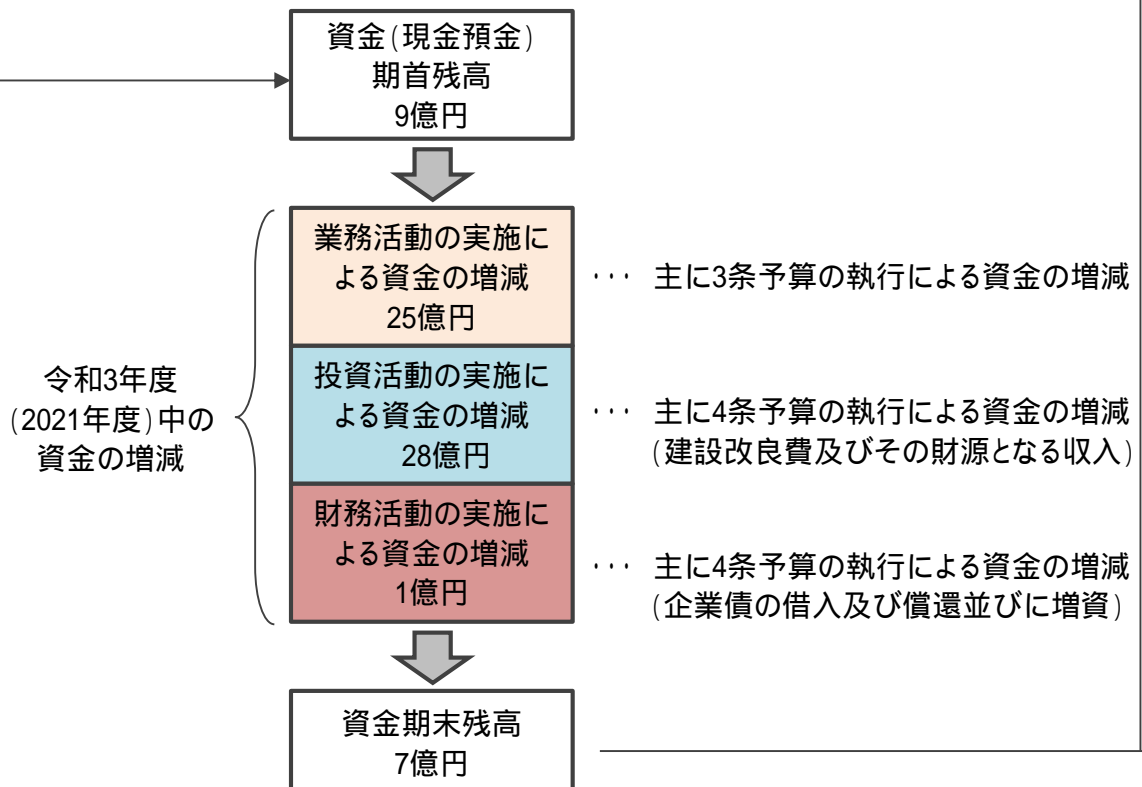 資金(現金預金)
期首残高
9億円
業務活動の実施に
よる資金の増減
25億円
･･･ 主に3条予算の執行による資金の増減
投資活動の実施に
よる資金の増減
28億円
･･･ 主に4条予算の執行による資金の増減
(建設改良費及びその財源となる収入)
令和3年度
(2021年度)中の
資金の増減
財務活動の実施に
よる資金の増減
1億円
･･･ 主に4条予算の執行による資金の増減
(企業債の借入及び償還並びに増資)
資金期末残高
7億円